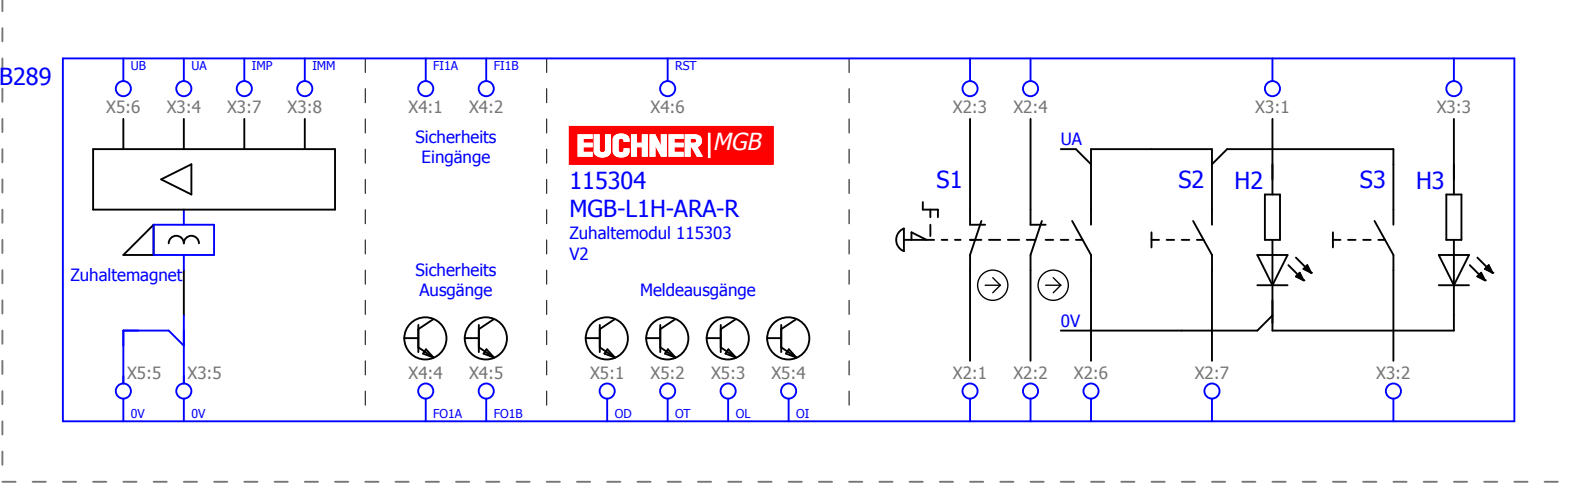 B289
UB UA IMP IMM FI1A FI1B RST
X5:6 X3:4 X3:7 X3:8 X4:1 X4:2 X4:6 X2:3 X2:4 X3:1 X3:3
Sicherheits
Eingänge
EUCHNER MGB
UA
115304
MGB-L1H-ARA-R
Zuhaltemodul 115303
V2
S1 S2 H2 S3 H3
Zuhaltemagnet
Sicherheits
Ausgänge
Meldeausgänge
0V
X5:5 X3:5 X4:4 X4:5 X5:1 X5:2 X5:3 X5:4 X2:1 X2:2 X2:6 X2:7 X3:2
0V 0V FO1A FO1B OD OT OL OI